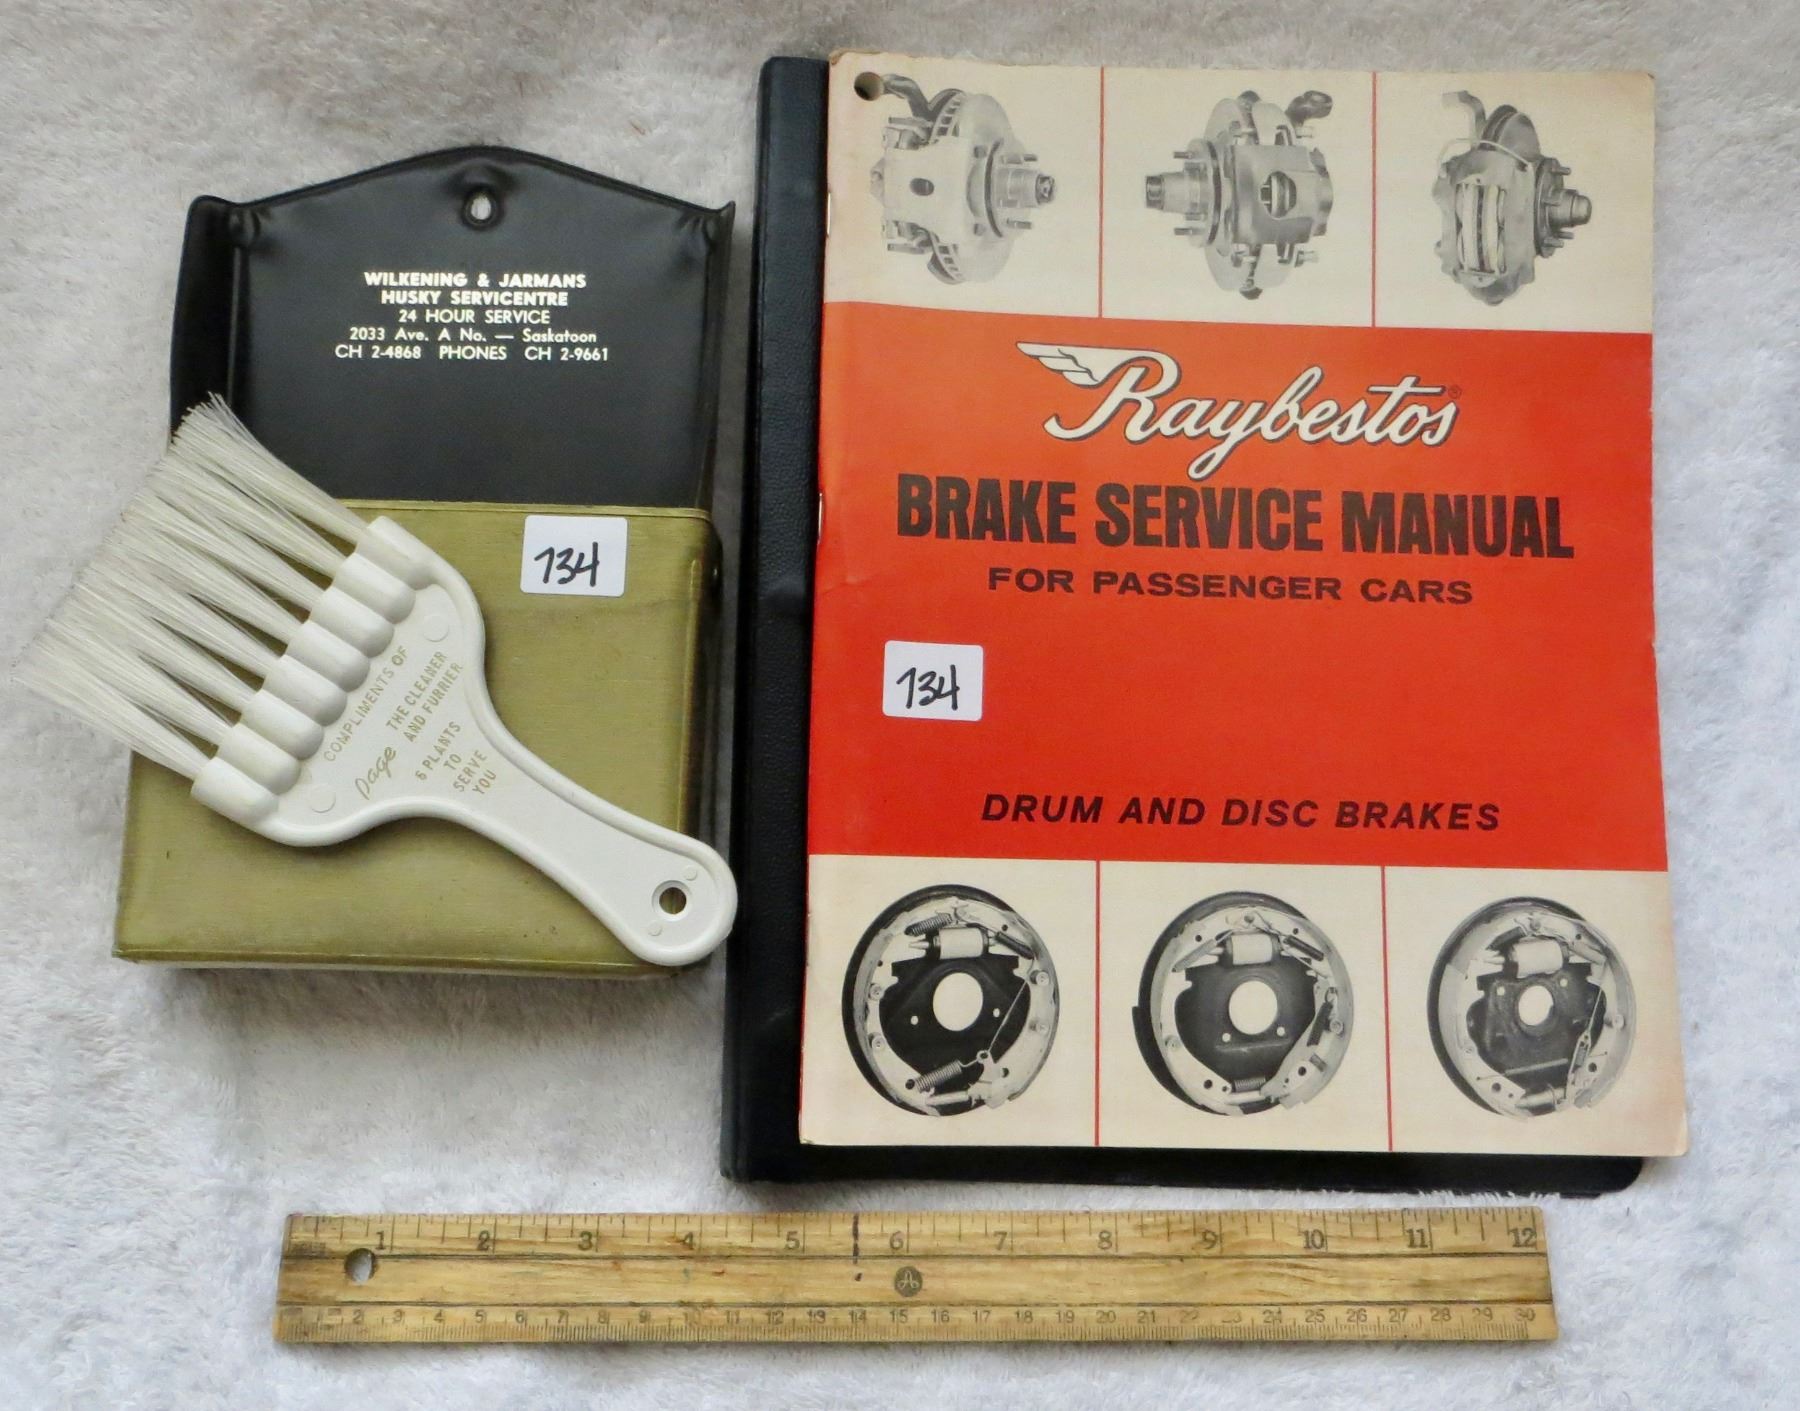 WILKENING & JARMANS
HUSKY SERVICENTRE
24 HOUR SERVICE
2033 Ave. A No. — Saskatoon
CH 2-4868 PHONES CH 2-9661
734
COMPLIMENTS OF
Page THE CLEANER
AND FURRIER
6 PLANTS
TO
SERVE
YOU
Raybestos®
BRAKE SERVICE MANUAL
FOR PASSENGER CARS
734
DRUM AND DISC BRAKES
1 2 3 4 5 6 7 8 9 10 11 12
A
1 2 3 4 5 6 7 8 9 10 11 12 13 14 15 16 17 18 19 20 21 22 23 24 25 26 27 28 29 30